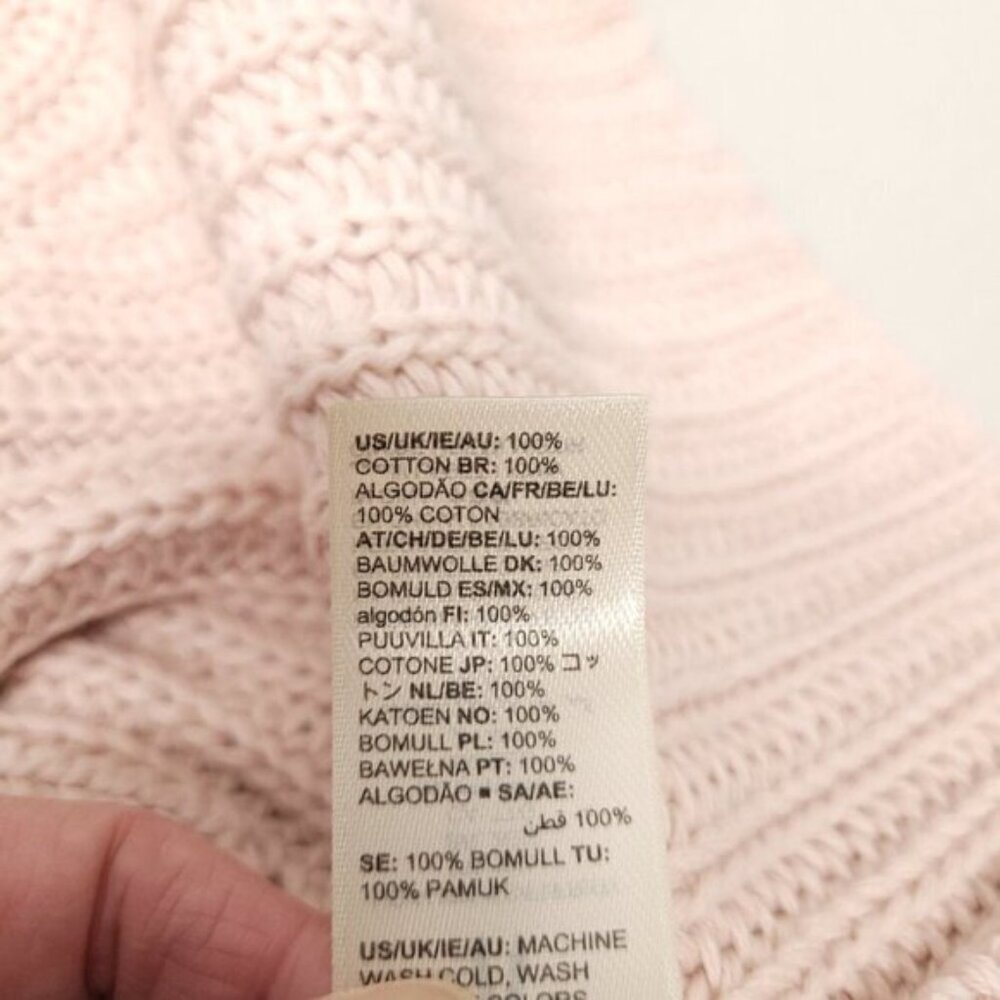 US/UK/IE/AU: 100%
COTTON BR: 100%
ALGODÃO CA/FR/BE/LU:
100% COTON
AT/CH/DE/BE/LU: 100%
BAUMWOLLE DK: 100%
BOMULD ES/MX: 100%
algodón FI: 100%
PUUVILLA IT: 100%
COTONE JP: 100% コッ
トン NL/BE: 100%
KATOEN NO: 100%
BOMULL PL: 100%
BAWEŁNA PT: 100%
ALGODÃO ■ SA/AE:
100% قطن
SE: 100% BOMULL TU:
100% PAMUK
US/UK/IE/AU: MACHINE
WASH COLD, WASH
COLORS